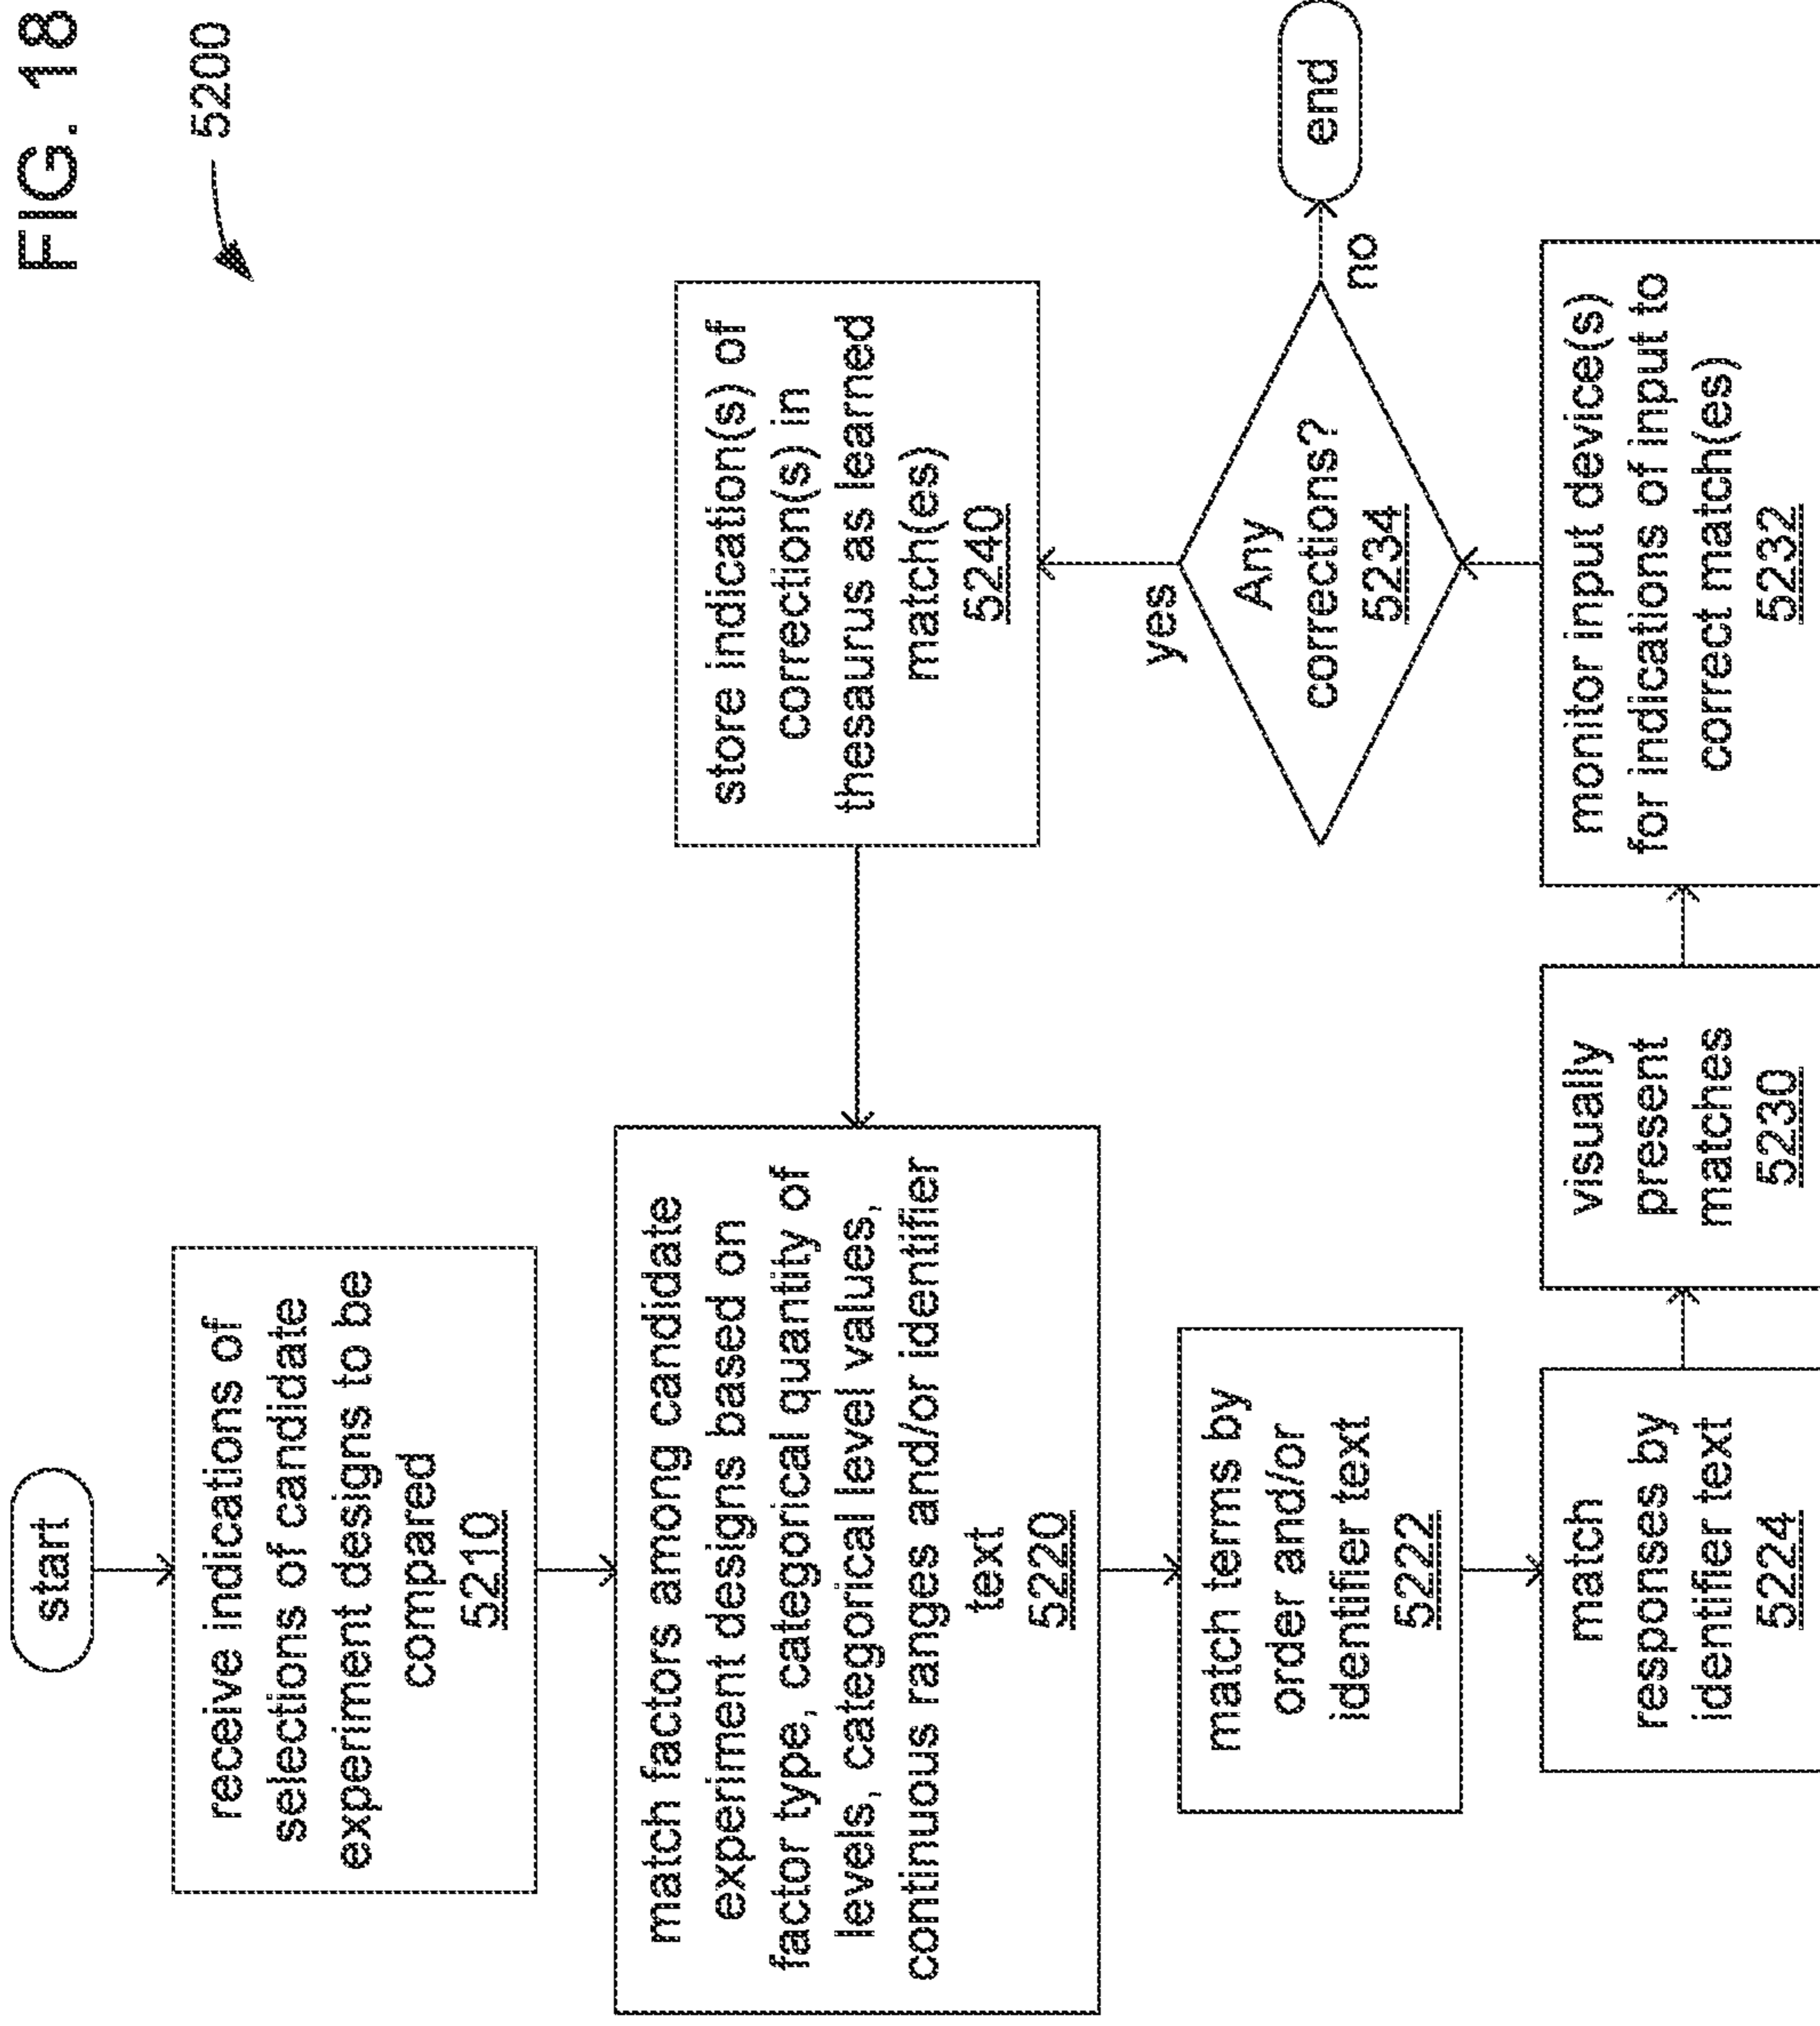 FIG. 18
5200
start
receive indications of
selections of candidate
experiment designs to be
compared
5210
match factors among candidate
experiment designs based on
factor type, categorical quantity of
levels, categorical level values,
continuous ranges and/or identifier
text
5220
match terms by
order and/or
identifier text
5222
match
responses by
identifier text
5224
visually
present
matches
5230
monitor input device(s)
for indications of input to
correct match(es)
5232
Any
corrections?
5234
yes
no
end
store indication(s) of
correction(s) in
thesaurus as learned
match(es)
5240